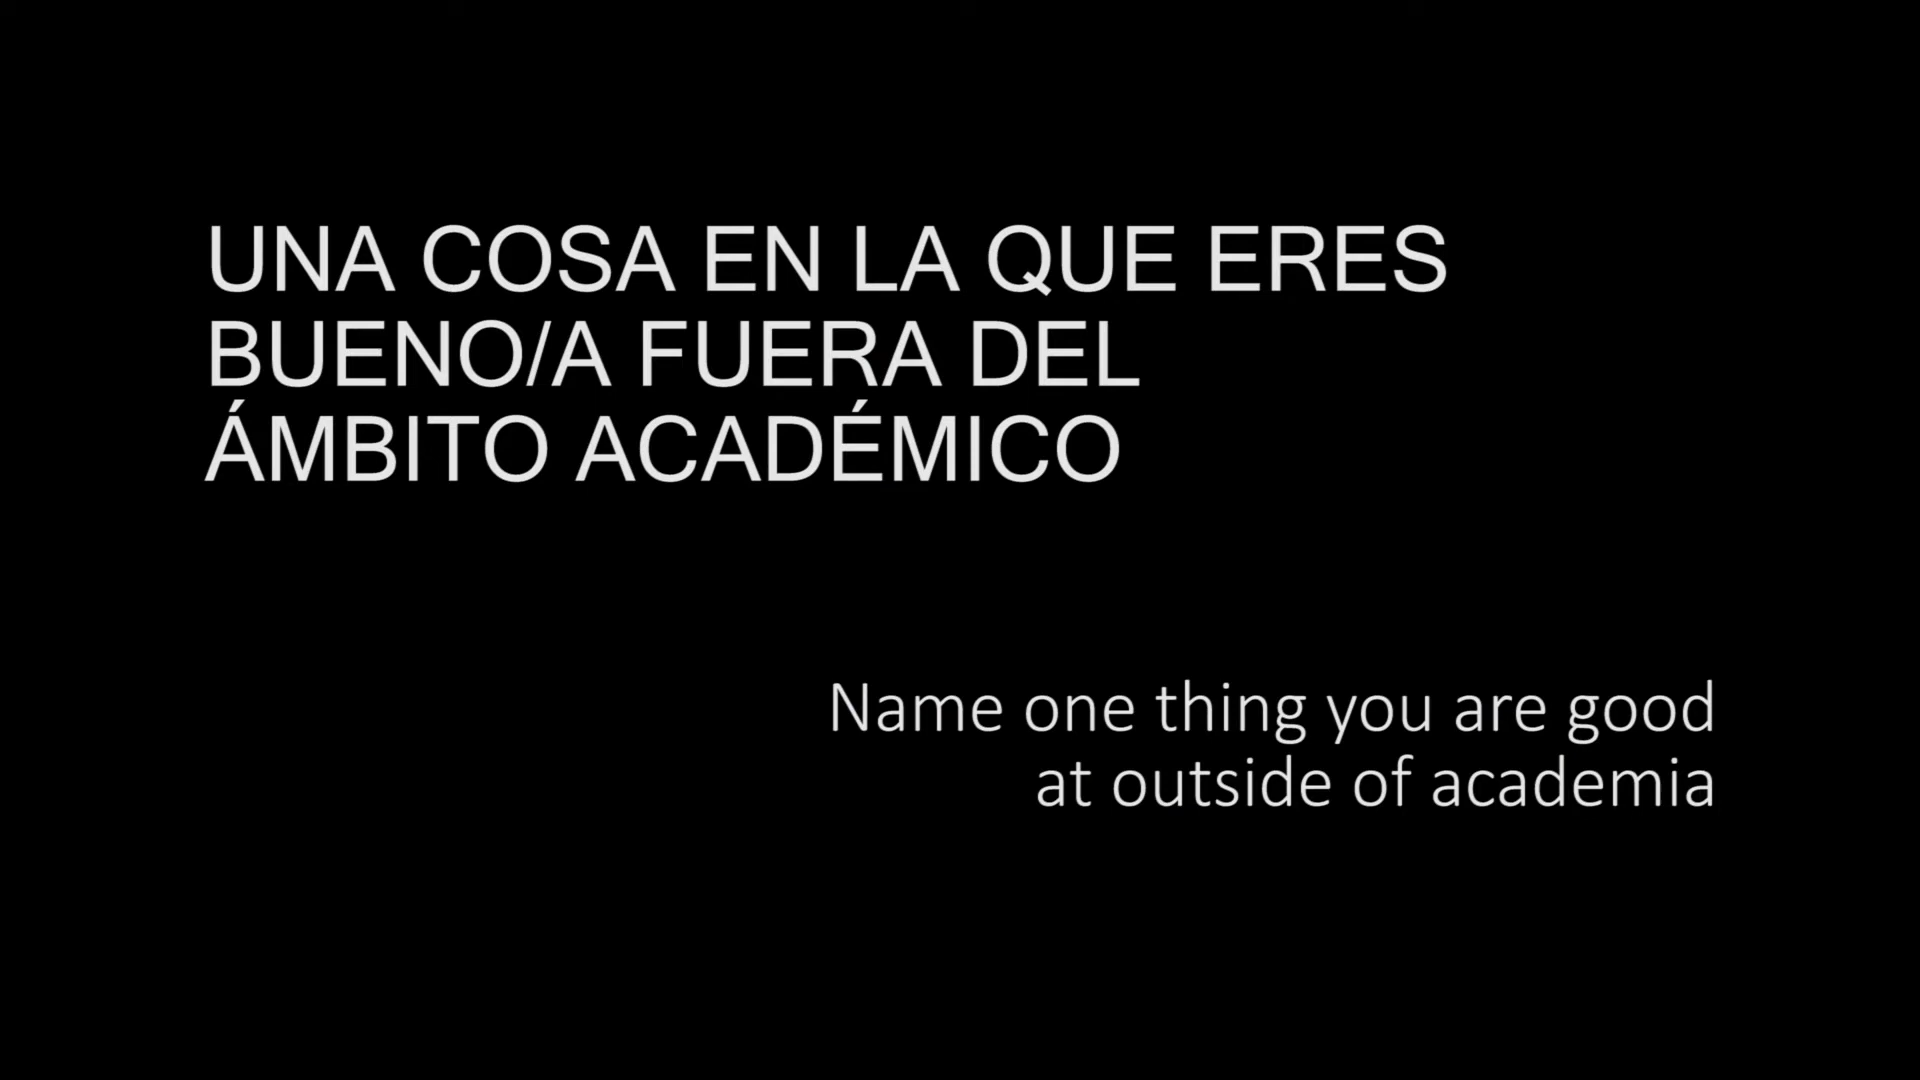 UNA COSA EN LA QUE ERES
BUENO/A FUERA DEL
ÁMBITO ACADÉMICO
Name one thing you are good
at outside of academia